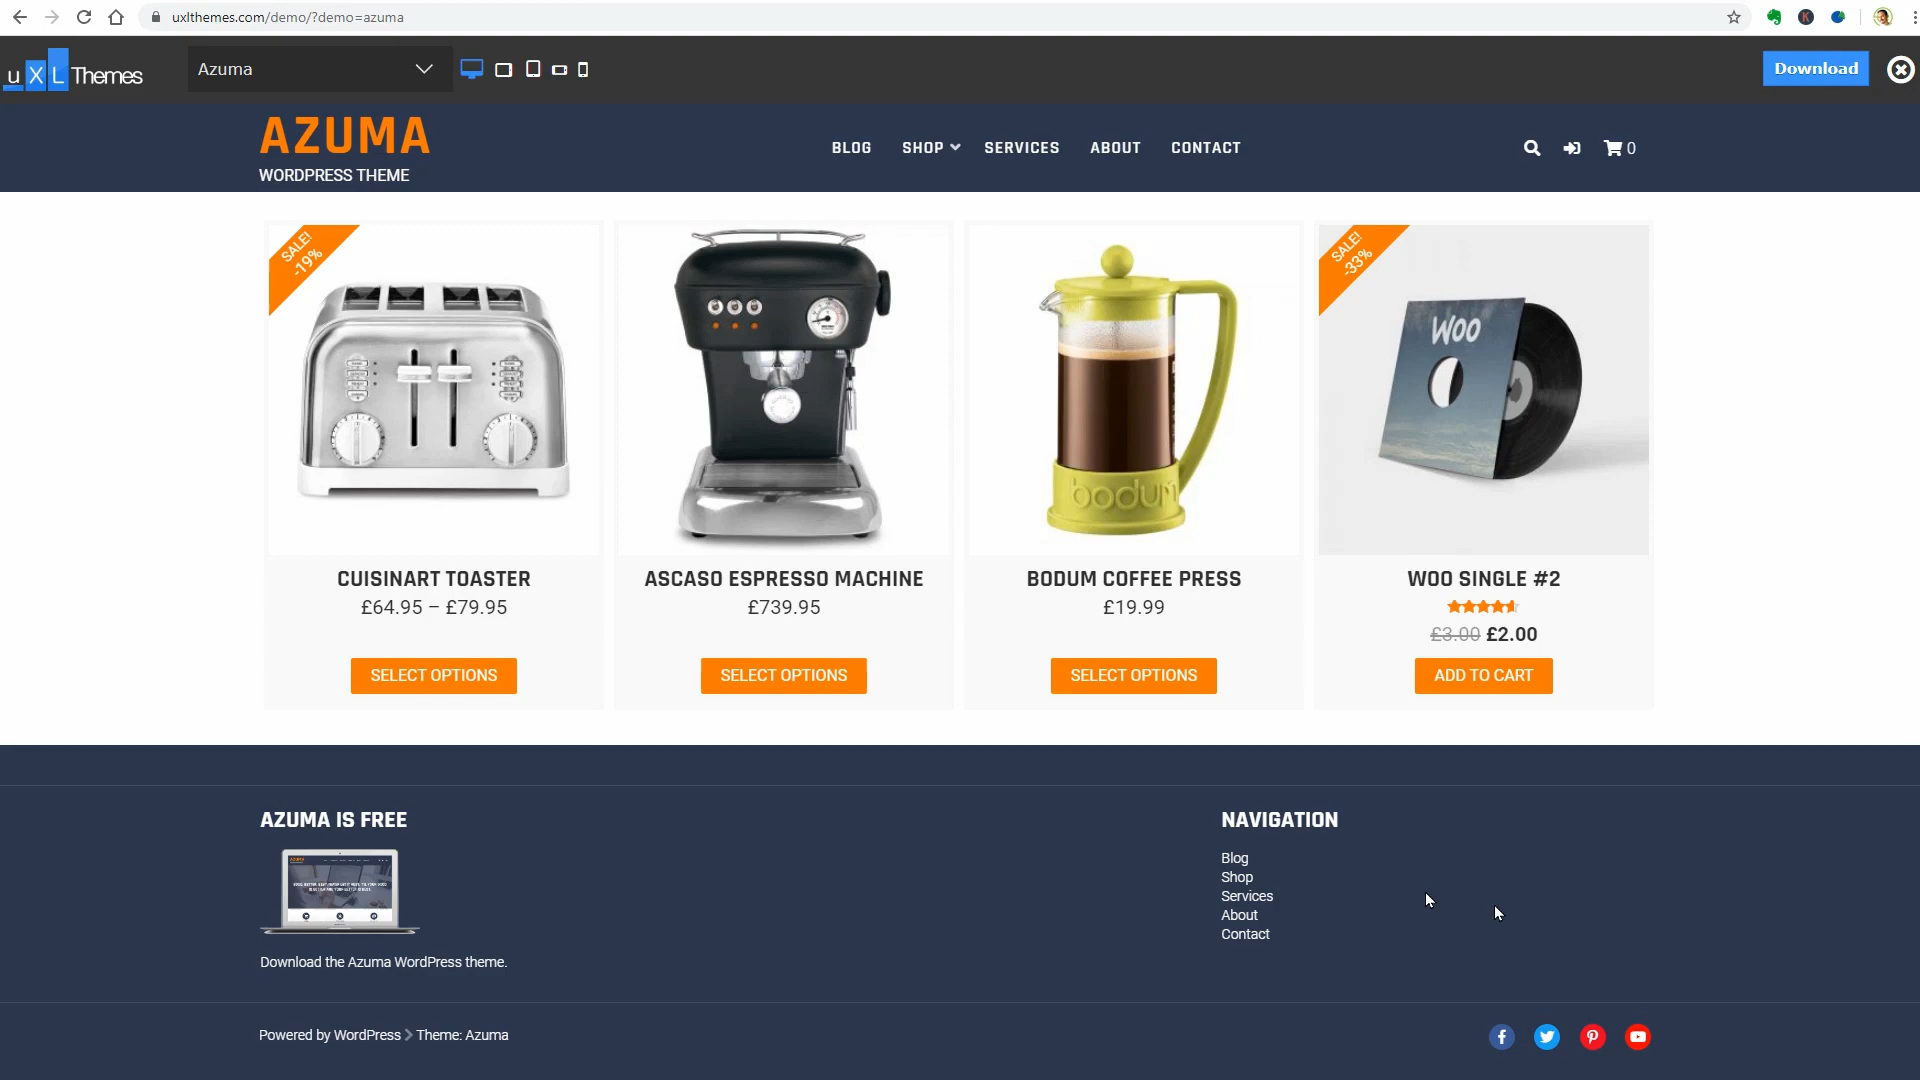 uxlthemes.com/demo/?demo=azuma
K
uXLThemes
Azuma
Download
AZUMA
WORDPRESS THEME
BLOG
SHOP
SERVICES
ABOUT
CONTACT
0
SALE!
-19%
SALE!
-33%
WOO
bodum
CUISINART TOASTER
£64.95 – £79.95
SELECT OPTIONS
ASCASO ESPRESSO MACHINE
£739.95
SELECT OPTIONS
BODUM COFFEE PRESS
£19.99
SELECT OPTIONS
WOO SINGLE #2
£3.00 £2.00
ADD TO CART
AZUMA IS FREE
Download the Azuma WordPress theme.
NAVIGATION
Blog
Shop
Services
About
Contact
Powered by WordPress > Theme: Azuma